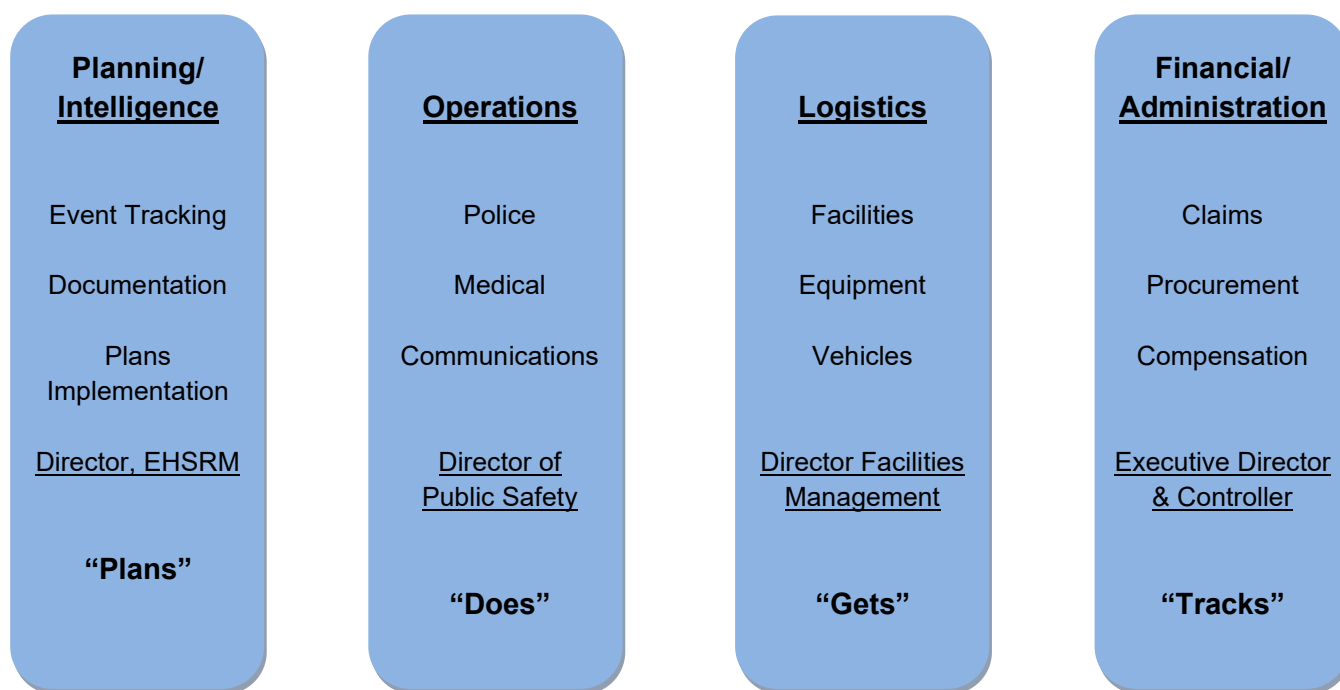 Planning/
Intelligence
Event Tracking
Documentation
Plans
Implementation
Director, EHSRM
“Plans”
Operations
Police
Medical
Communications
Director of
Public Safety
“Does”
Logistics
Facilities
Equipment
Vehicles
Director Facilities
Management
“Gets”
Financial/
Administration
Claims
Procurement
Compensation
Executive Director
& Controller
“Tracks”